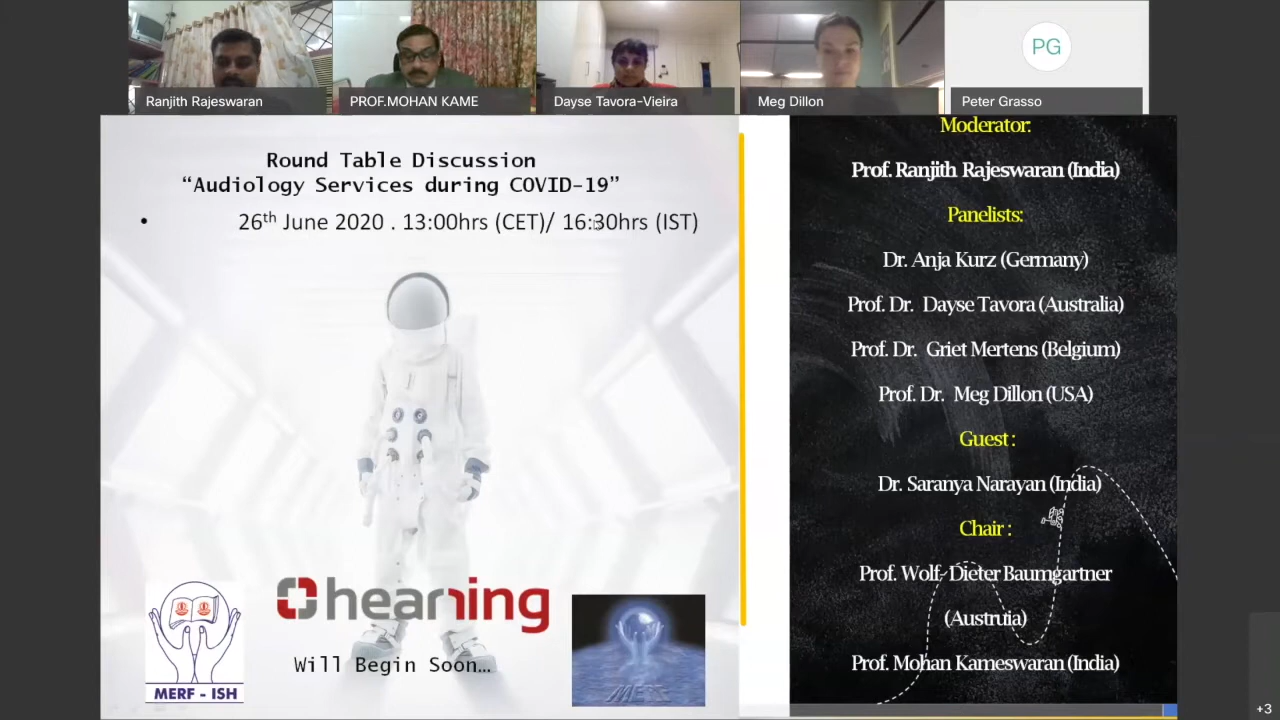 Ranjith Rajeswaran
PROF.MOHAN KAME
Dayse Tavora-Vieira
Meg Dillon
PG
Peter Grasso
Round Table Discussion
“Audiology Services during COVID-19”
• 26th June 2020 . 13:00hrs (CET)/ 16:30hrs (IST)
hearring
Will Begin Soon…
MERF - ISH
MERF
Moderator:
Prof. Ranjith Rajeswaran (India)
Panelists:
Dr. Anja Kurz (Germany)
Prof. Dr. Dayse Tavora (Australia)
Prof. Dr. Griet Mertens (Belgium)
Prof. Dr. Meg Dillon (USA)
Guest :
Dr. Saranya Narayan (India)
Chair :
Prof. Wolf- Dieter Baumgartner
(Austrutia)
Prof. Mohan Kameswaran (India)
+3